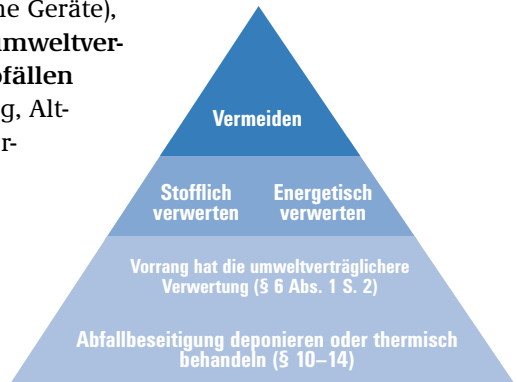 ne Geräte),
umweltver-
fällen
g, Alt-
r-
Vermeiden
Stofflich verwerten
Energetisch verwerten
Vorrang hat die umweltverträglichere
Verwertung (§ 6 Abs. 1 S. 2)
Abfallbeseitigung deponieren oder thermisch
behandeln (§ 10–14)